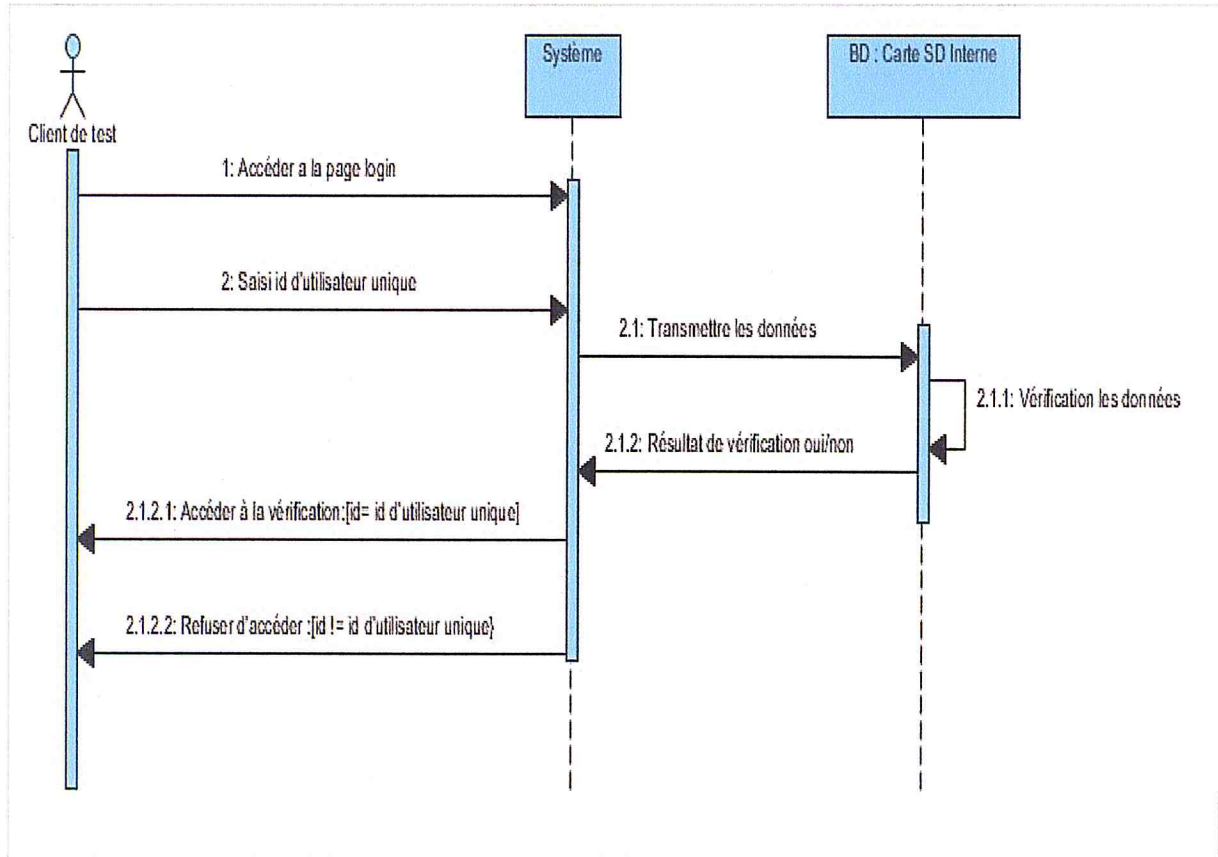 Système
BD : Carte SD Interne
Client de test
1: Accéder a la page login
2: Saisi id d'utilisateur unique
2.1: Transmettre les données
2.1.1: Vérification les données
2.1.2: Résultat de vérification oui/non
2.1.2.1: Accéder à la vérification:[id= id d'utilisateur unique]
2.1.2.2: Refuser d'accéder :[id != id d'utilisateur unique}